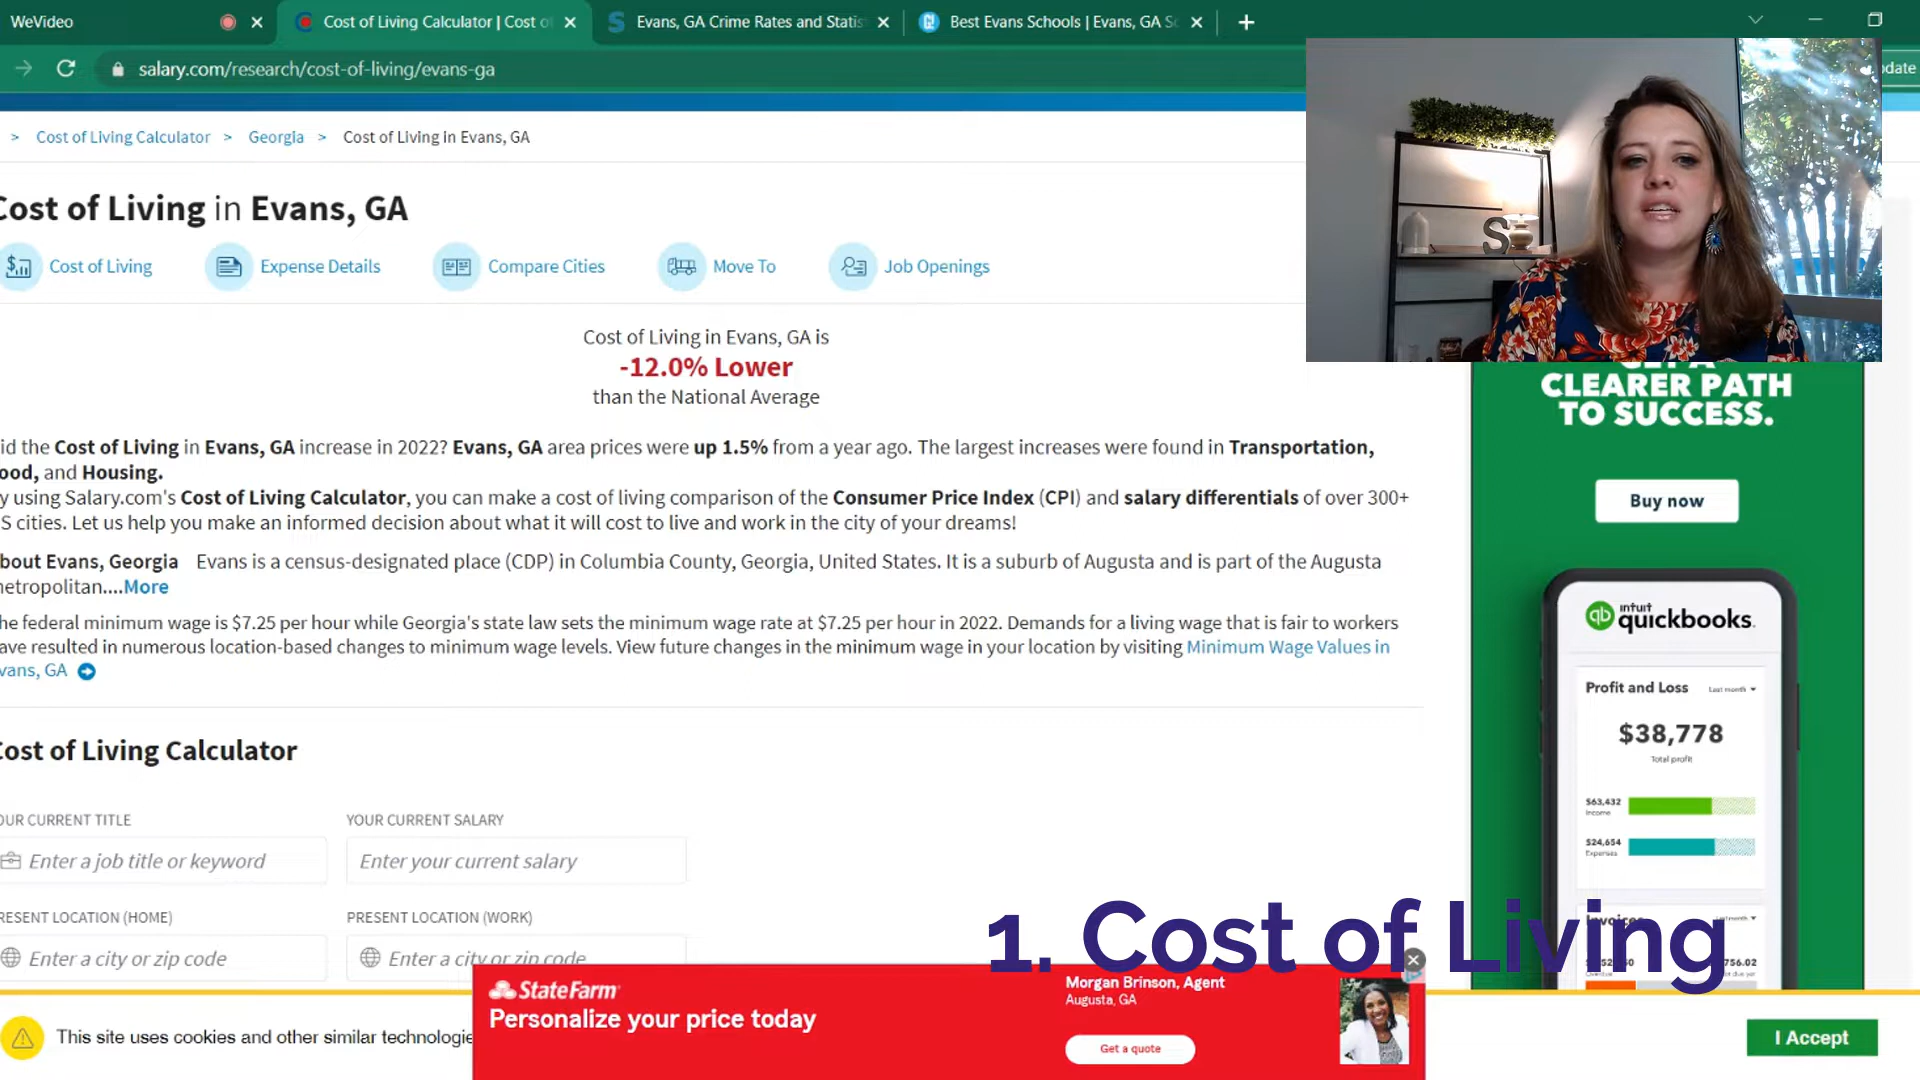 WeVideo
Cost of Living Calculator | Cost of
Evans, GA Crime Rates and Statis
Best Evans Schools | Evans, GA Sc
salary.com/research/cost-of-living/evans-ga
pdate
> Cost of Living Calculator > Georgia > Cost of Living in Evans, GA
Cost of Living in Evans, GA
Cost of Living
Expense Details
Compare Cities
Move To
Job Openings
S
Cost of Living in Evans, GA is
-12.0% Lower
than the National Average
id the Cost of Living in Evans, GA increase in 2022? Evans, GA area prices were up 1.5% from a year ago. The largest increases were found in Transportation,
ood, and Housing.
y using Salary.com's Cost of Living Calculator, you can make a cost of living comparison of the Consumer Price Index (CPI) and salary differentials of over 300+
S cities. Let us help you make an informed decision about what it will cost to live and work in the city of your dreams!
bout Evans, Georgia Evans is a census-designated place (CDP) in Columbia County, Georgia, United States. It is a suburb of Augusta and is part of the Augusta
netropolitan....More
he federal minimum wage is $7.25 per hour while Georgia's state law sets the minimum wage rate at $7.25 per hour in 2022. Demands for a living wage that is fair to workers
ave resulted in numerous location-based changes to minimum wage levels. View future changes in the minimum wage in your location by visiting Minimum Wage Values in
vans, GA
Cost of Living Calculator
OUR CURRENT TITLE
YOUR CURRENT SALARY
Enter a job title or keyword
Enter your current salary
RESENT LOCATION (HOME)
PRESENT LOCATION (WORK)
Enter a city or zip code
Enter a city or zip code
GET A
CLEARER PATH
TO SUCCESS.
Buy now
qb intuit quickbooks.
Profit and Loss Last month
$38,778
Total profit
$63,432
Income
$24,654
Expenses
Invoices
756.02
1. Cost of Living
StateFarm
Personalize your price today
Morgan Brinson, Agent
Augusta, GA
Get a quote
This site uses cookies and other similar technologie
I Accept